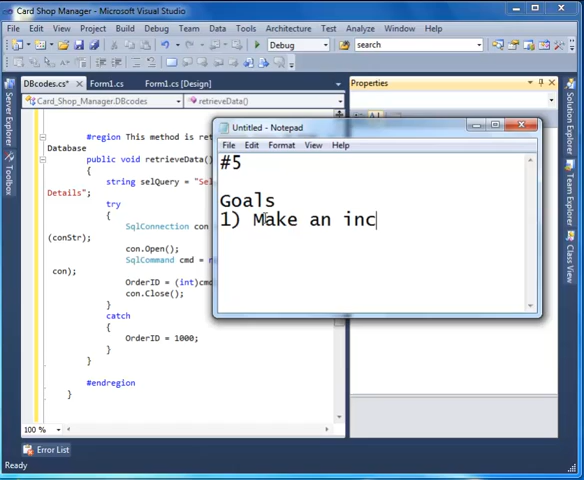 Card Shop Manager - Microsoft Visual Studio
File Edit View Project Build Debug Team Data Tools Architecture Test Analyze Window Help
Debug search
Server Explorer
Toolbox
DBcodes.cs* Form1.cs Form1.cs [Design]
Card_Shop_Manager.DBcodes retrieveData()
#region This method is ret
Database
public void retrieveData()
string selQuery = "Sel
Details";
try
{
SqlConnection con
(conStr);
con.Open();
SqlCommand cmd =
con);
OrderID = (int)cmd
con.Close();
}
catch
{
OrderID = 1000;
}
}
#endregion
}
100 %
Properties
Solution Explorer
Class View
Untitled - Notepad
File Edit Format View Help
#5
Goals
1) Make an inc
Error List
Ready